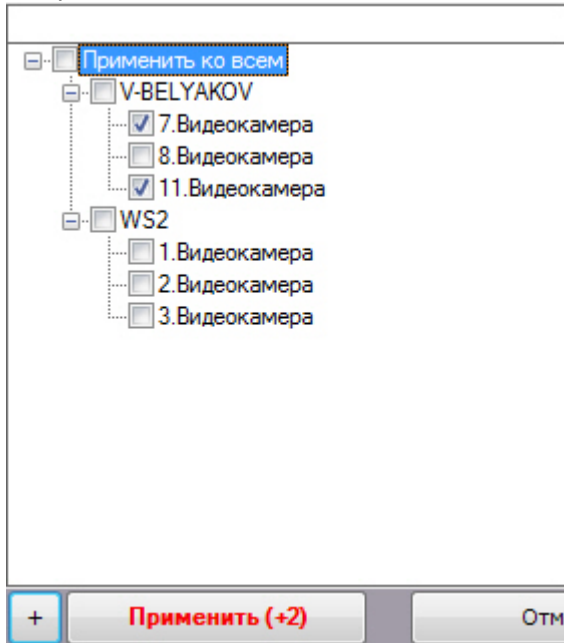 Применить ко всем
V-BELYAKOV
7.Видеокамера
8.Видеокамера
11.Видеокамера
WS2
1.Видеокамера
2.Видеокамера
3.Видеокамера
+ Применить (+2) Отм